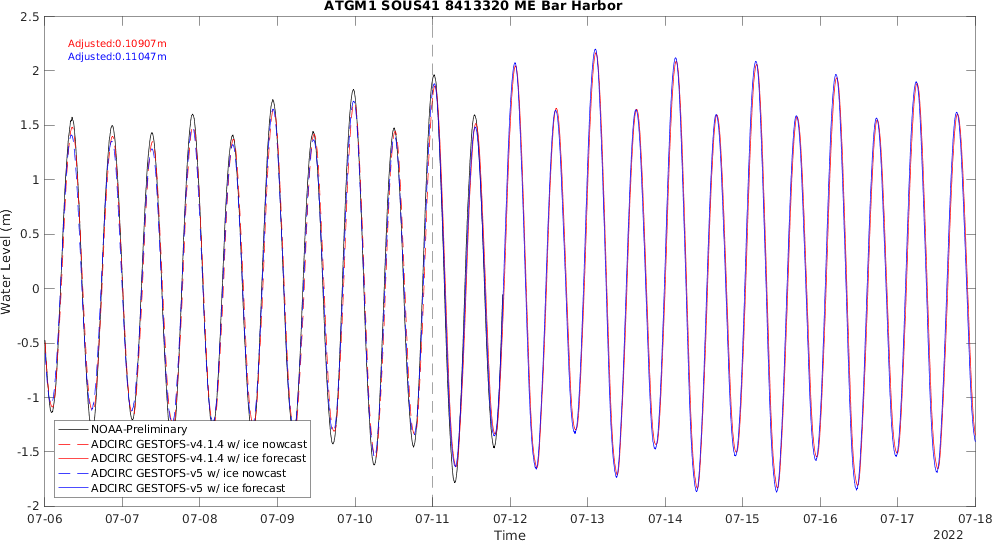 ATGM1 SOUS41 8413320 ME Bar Harbor
2.5
Adjusted:0.10907m
Adjusted:0.11047m
2
1.5
1
0.5
0
-0.5
-1
-1.5
-2
Water Level (m)
NOAA-Preliminary
ADCIRC GESTOFS-v4.1.4 w/ ice nowcast
ADCIRC GESTOFS-v4.1.4 w/ ice forecast
ADCIRC GESTOFS-v5 w/ ice nowcast
ADCIRC GESTOFS-v5 w/ ice forecast
07-06 07-07 07-08 07-09 07-10 07-11 07-12 07-13 07-14 07-15 07-16 07-17 07-18
Time
2022